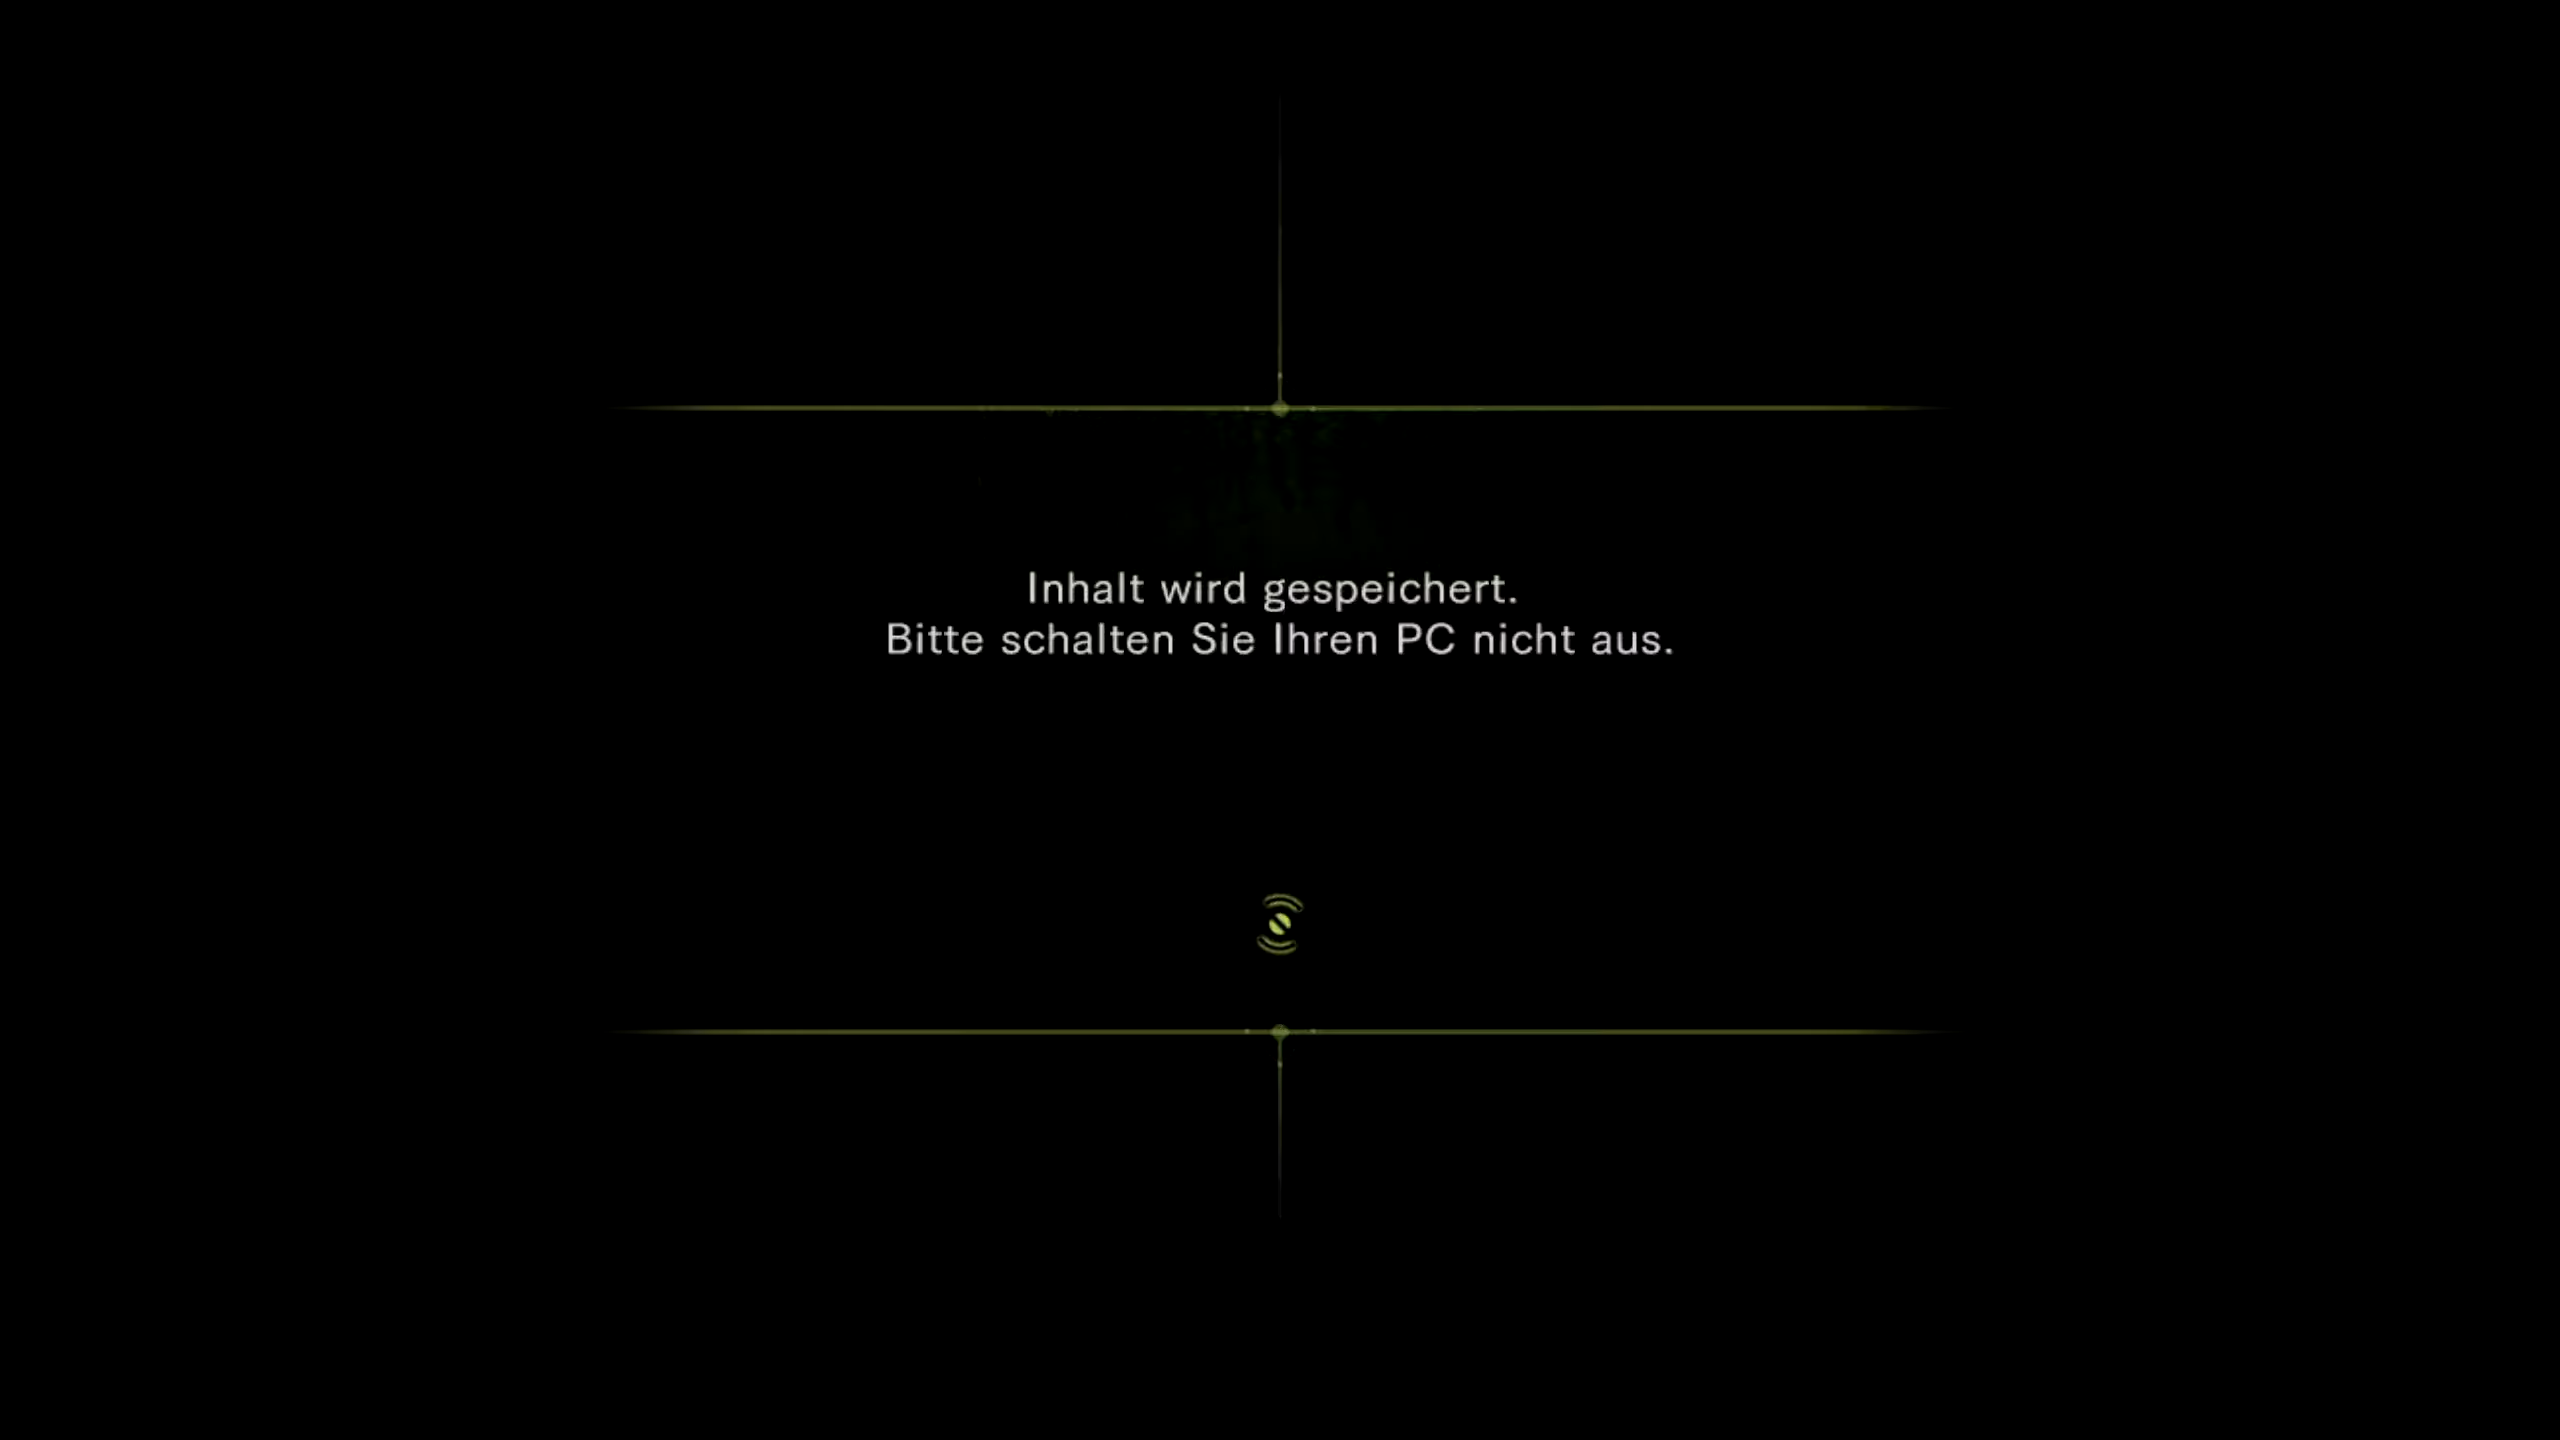 Inhalt wird gespeichert.
Bitte schalten Sie Ihren PC nicht aus.